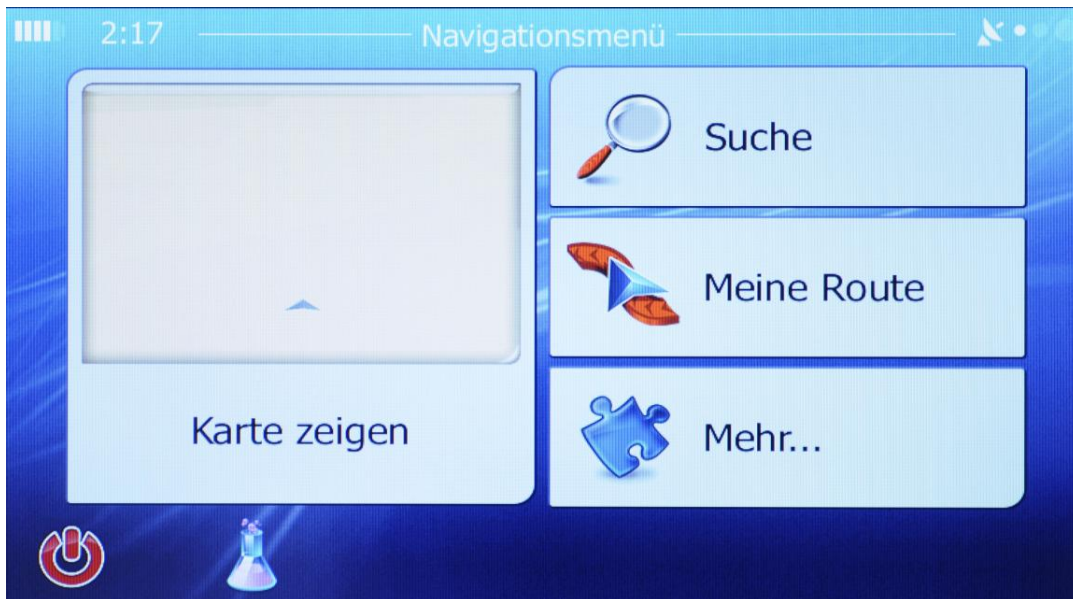 2:17
Navigationsmenü
Suche
Meine Route
Mehr...
Karte zeigen